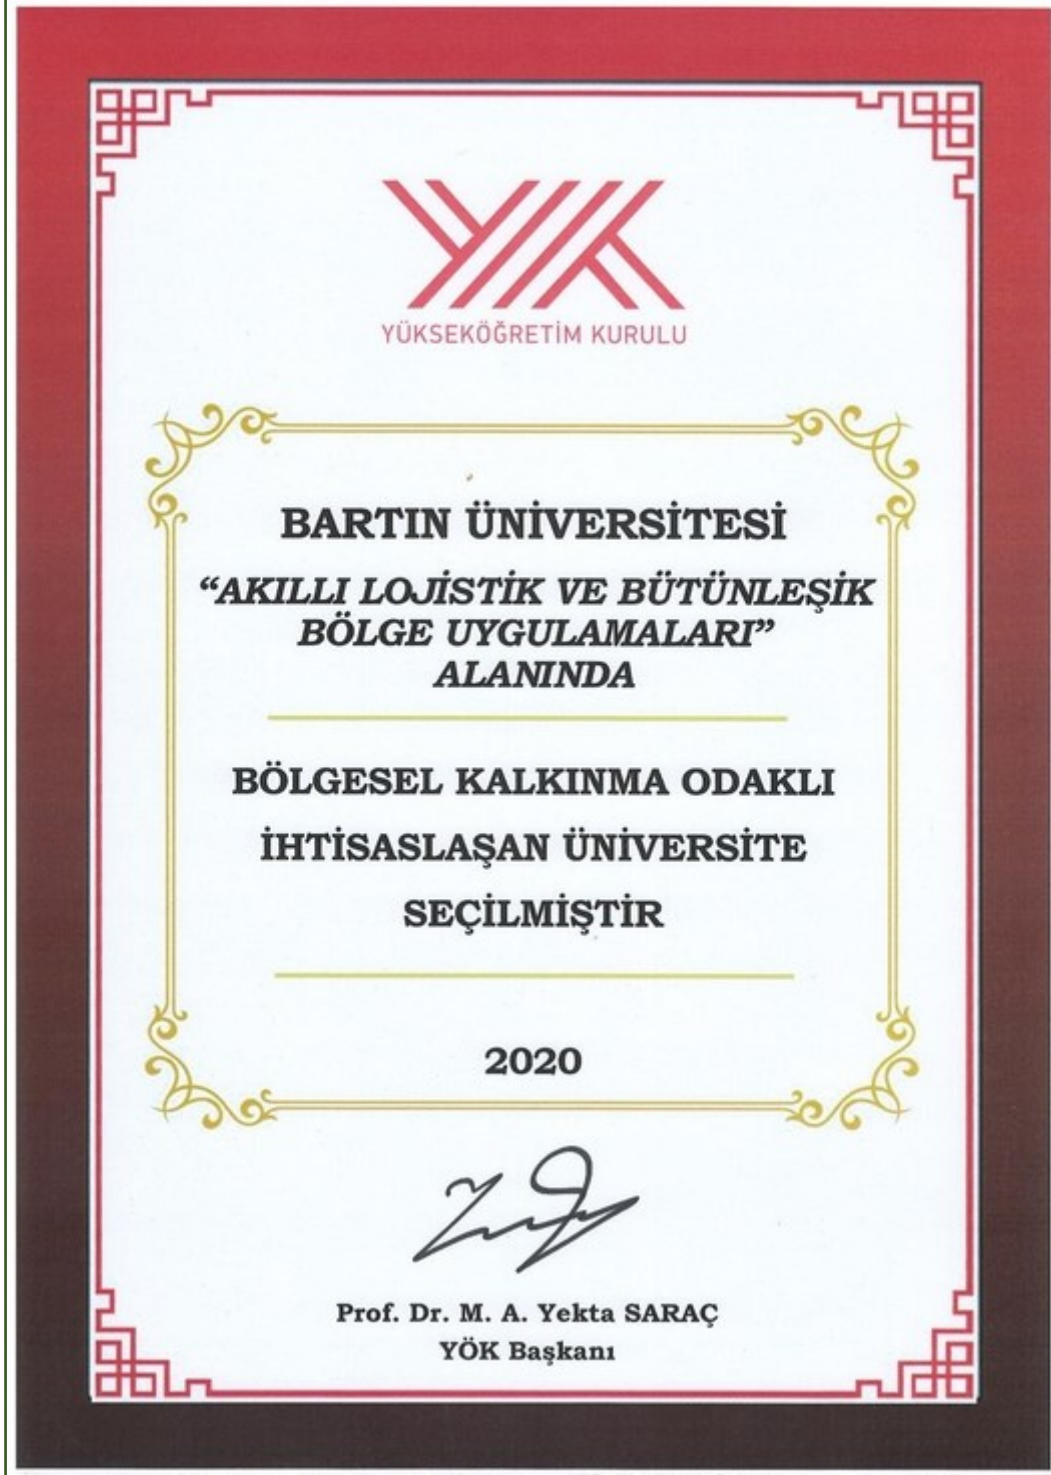 YÜKSEKÖĞRETİM KURULU
BARTIN ÜNİVERSİTESİ
“AKILLI LOJİSTİK VE BÜTÜNLEŞİK
BÖLGE UYGULAMALARI”
ALANINDA
BÖLGESEL KALKINMA ODAKLI
İHTİSASLAŞAN ÜNİVERSİTE
SEÇİLMİŞTİR
2020
Prof. Dr. M. A. Yekta SARAÇ
YÖK Başkanı